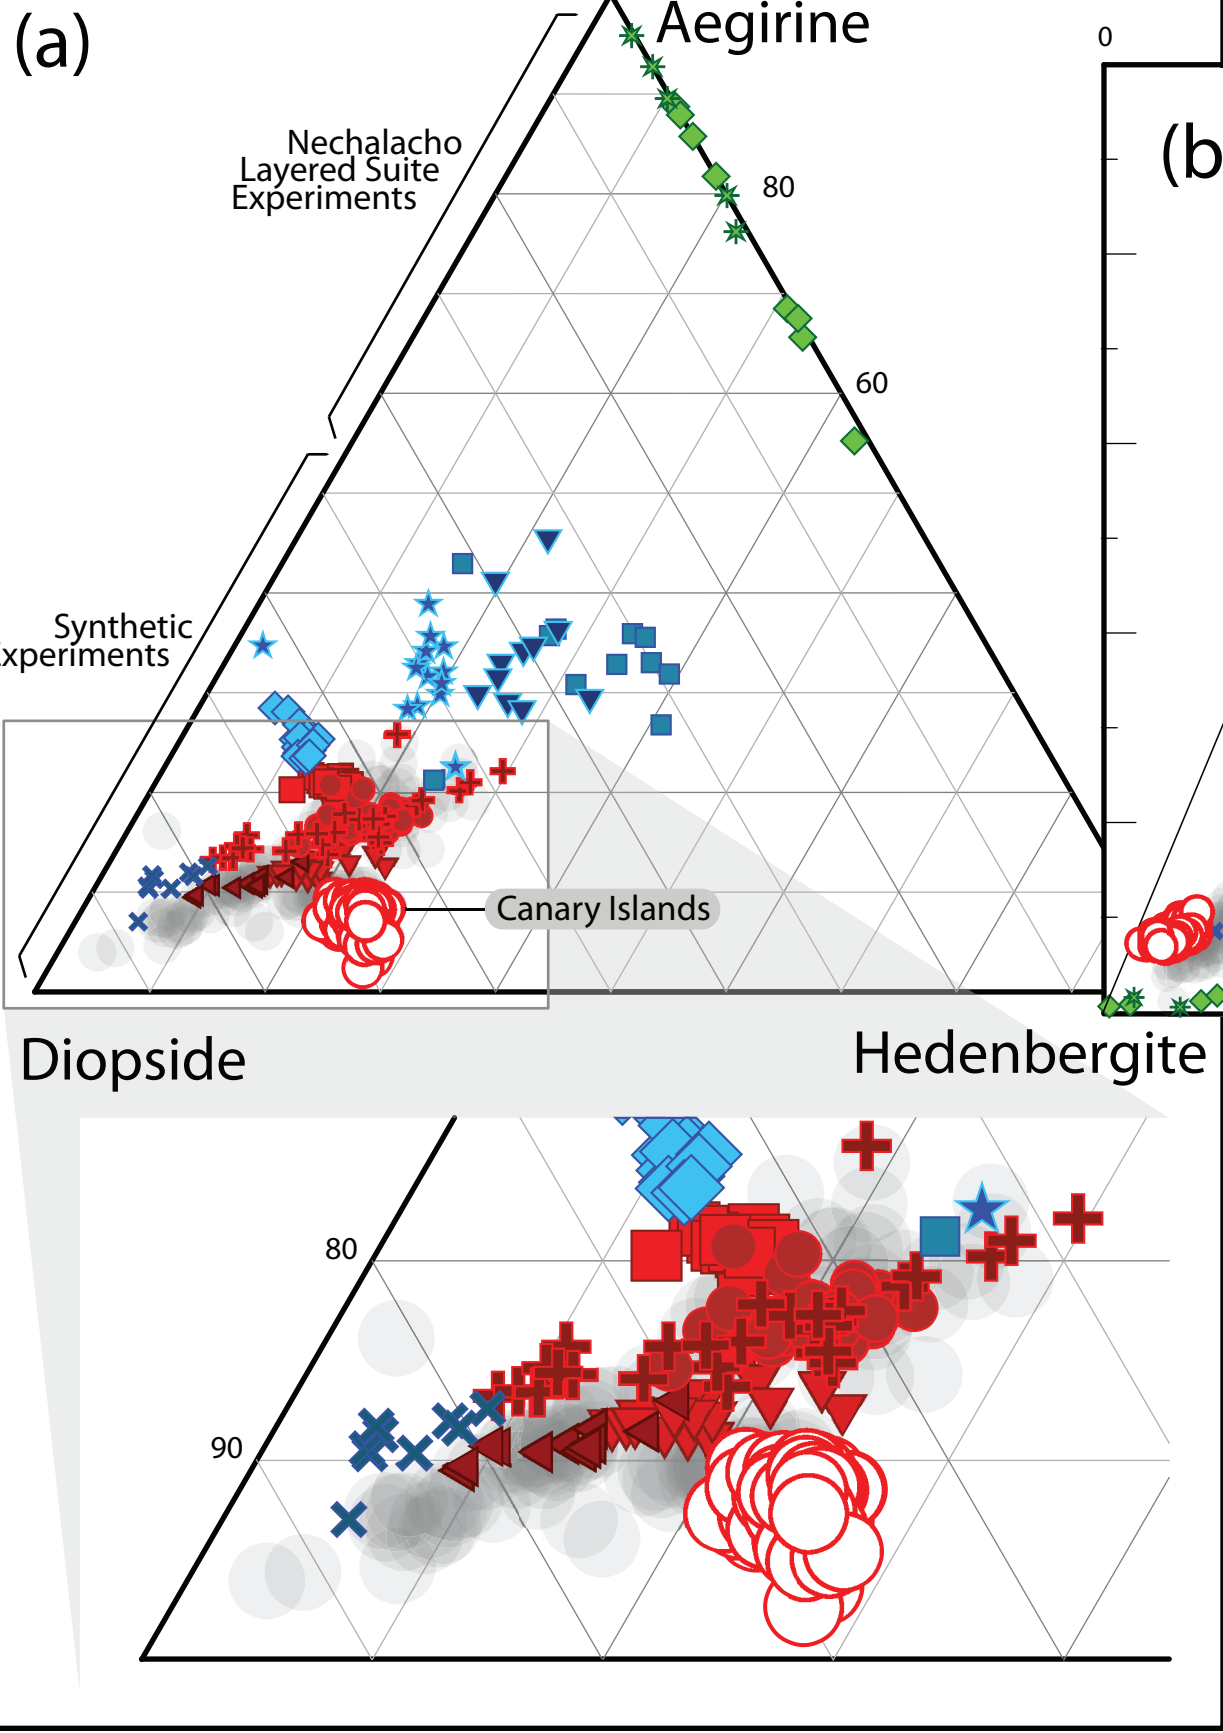 (a)
Aegirine
0
Nechalacho
Layered Suite
Experiments
(b
80
60
Synthetic
xperiments
Canary Islands
Diopside
Hedenbergite
80
90